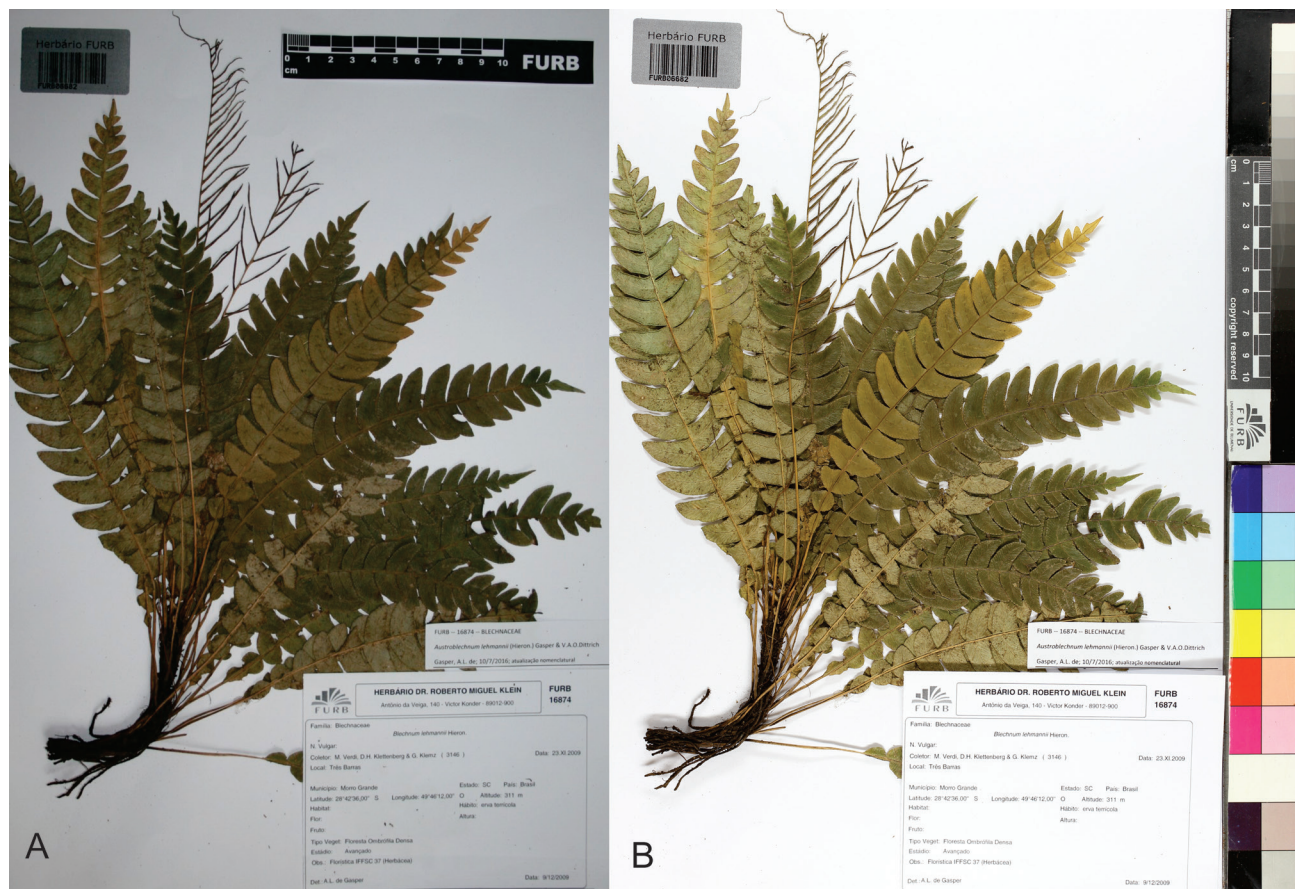 Herbário FURB
FURB06682
0 1 2 3 4 5 6 7 8 9 10
cm
FURB
FURB – 16874 – BLECHNACEAE
Austroblechnum lehmannii (Hieron.) Gasper & V.A.O.Dittrich
Gasper, A.L. de; 10/7/2016; atualização nomenclatural
FURB
HERBÁRIO DR. ROBERTO MIGUEL KLEIN
Antônio da Veiga, 140 - Victor Konder - 89012-900
FURB
16874
Família: Blechnaceae
Blechnum lehmannii Hieron.
N. Vulgar:
Coletor: M. Verdi, D.H. Klettenberg & G. Klemz ( 3146 ) Data: 23.XI.2009
Local: Três Barras
Município: Morro Grande Estado: SC País: Brasil
Latitude: 28°42'36,00" S Longitude: 49°46'12,00" O Altitude: 311 m
Habitat: Hábito: erva terrícola
Flor: Altura:
Fruto:
Tipo Veget: Floresta Ombrófila Densa
Estádio: Avançado
Obs.: Florística IFFSC 37 (Herbácea)
Det.: A.L. de Gasper Data: 9/12/2009
A
Herbário FURB
FURB06682
0 1 2 3 4 5 6 7 8 9 10
cm
copyright reserved
FURB
FURB – 16874 – BLECHNACEAE
Austroblechnum lehmannii (Hieron.) Gasper & V.A.O.Dittrich
Gasper, A.L. de; 10/7/2016; atualização nomenclatural
FURB
HERBÁRIO DR. ROBERTO MIGUEL KLEIN
Antônio da Veiga, 140 - Victor Konder - 89012-900
FURB
16874
Família: Blechnaceae
Blechnum lehmannii Hieron.
N. Vulgar:
Coletor: M. Verdi, D.H. Klettenberg & G. Klemz ( 3146 ) Data: 23.XI.2009
Local: Três Barras
Município: Morro Grande Estado: SC País: Brasil
Latitude: 28°42'36,00" S Longitude: 49°46'12,00" O Altitude: 311 m
Habitat: Hábito: erva terrícola
Flor: Altura:
Fruto:
Tipo Veget: Floresta Ombrófila Densa
Estádio: Avançado
Obs.: Florística IFFSC 37 (Herbácea)
Det.: A.L. de Gasper Data: 9/12/2009
B